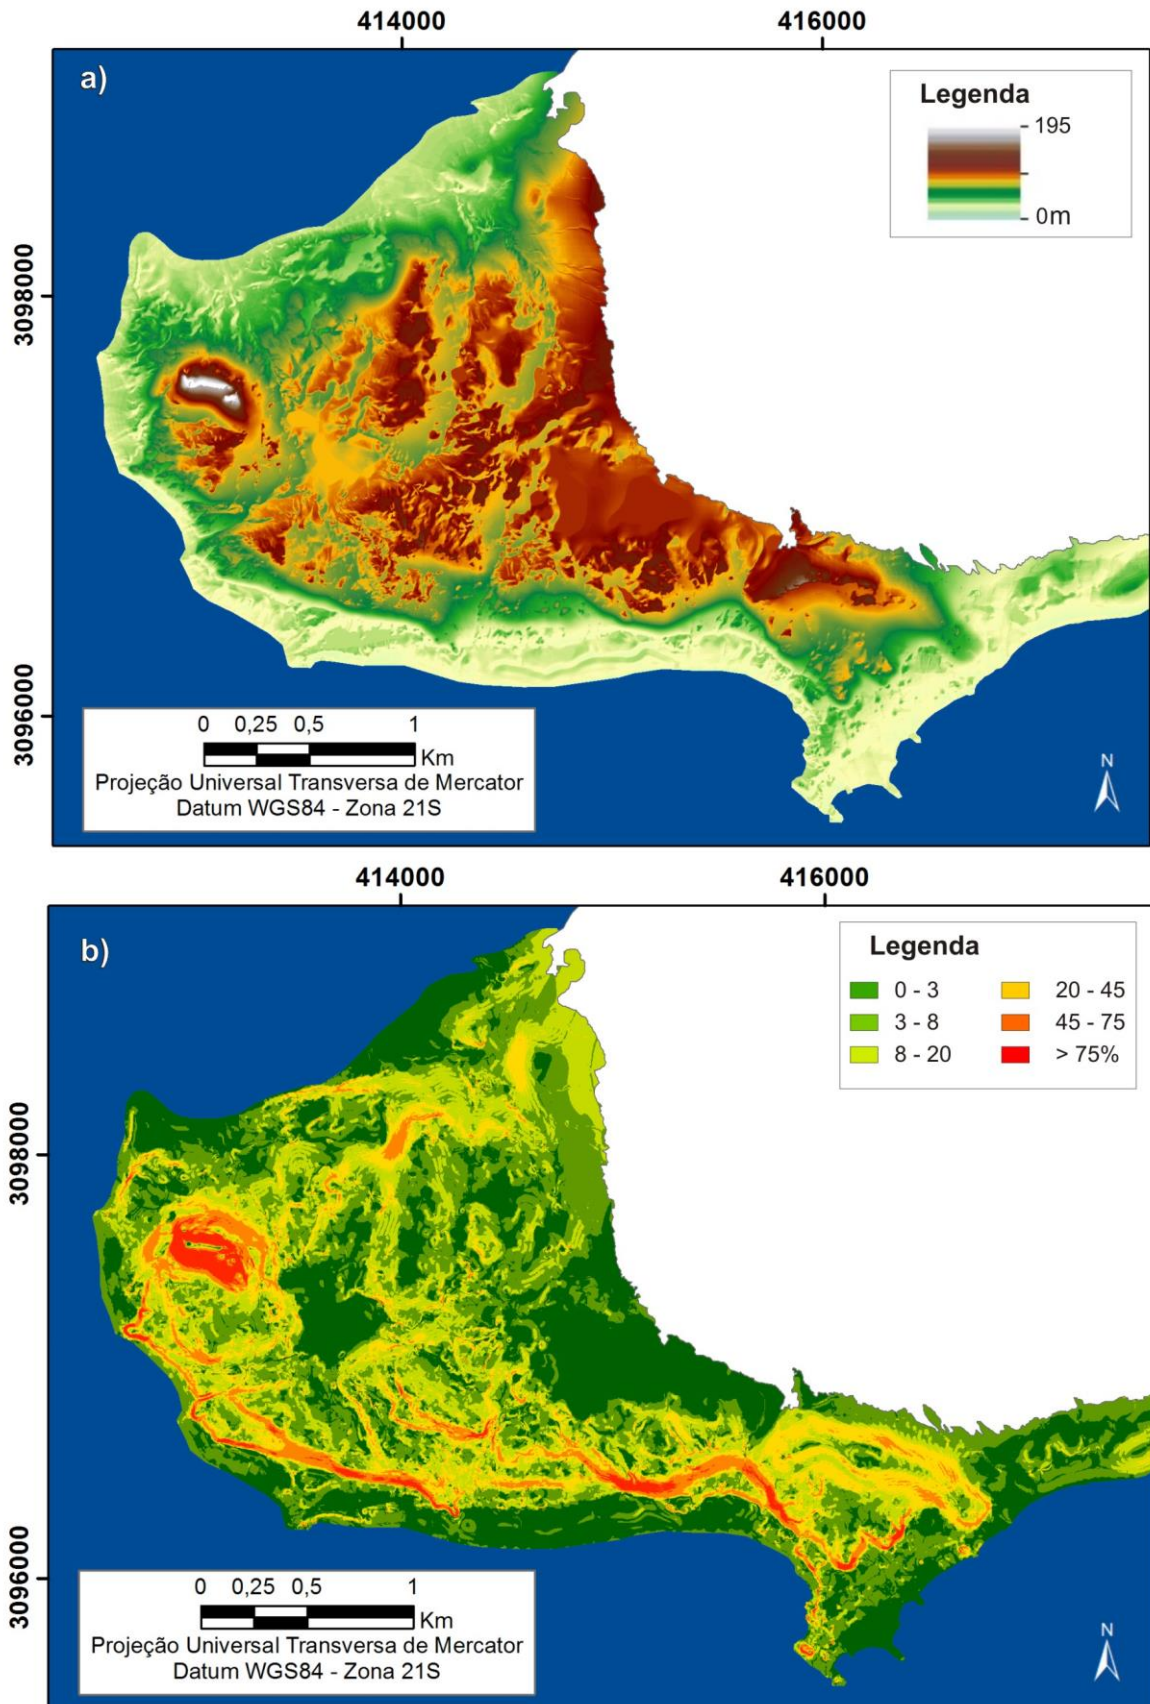 414000 416000
a)
Legenda
195
0m
3098000
3096000
0 0,25 0,5 1
Km
Projeção Universal Transversa de Mercator
Datum WGS84 - Zona 21S
N
414000 416000
b)
Legenda
0 - 3 20 - 45
3 - 8 45 - 75
8 - 20 > 75%
3098000
3096000
0 0,25 0,5 1
Km
Projeção Universal Transversa de Mercator
Datum WGS84 - Zona 21S
N